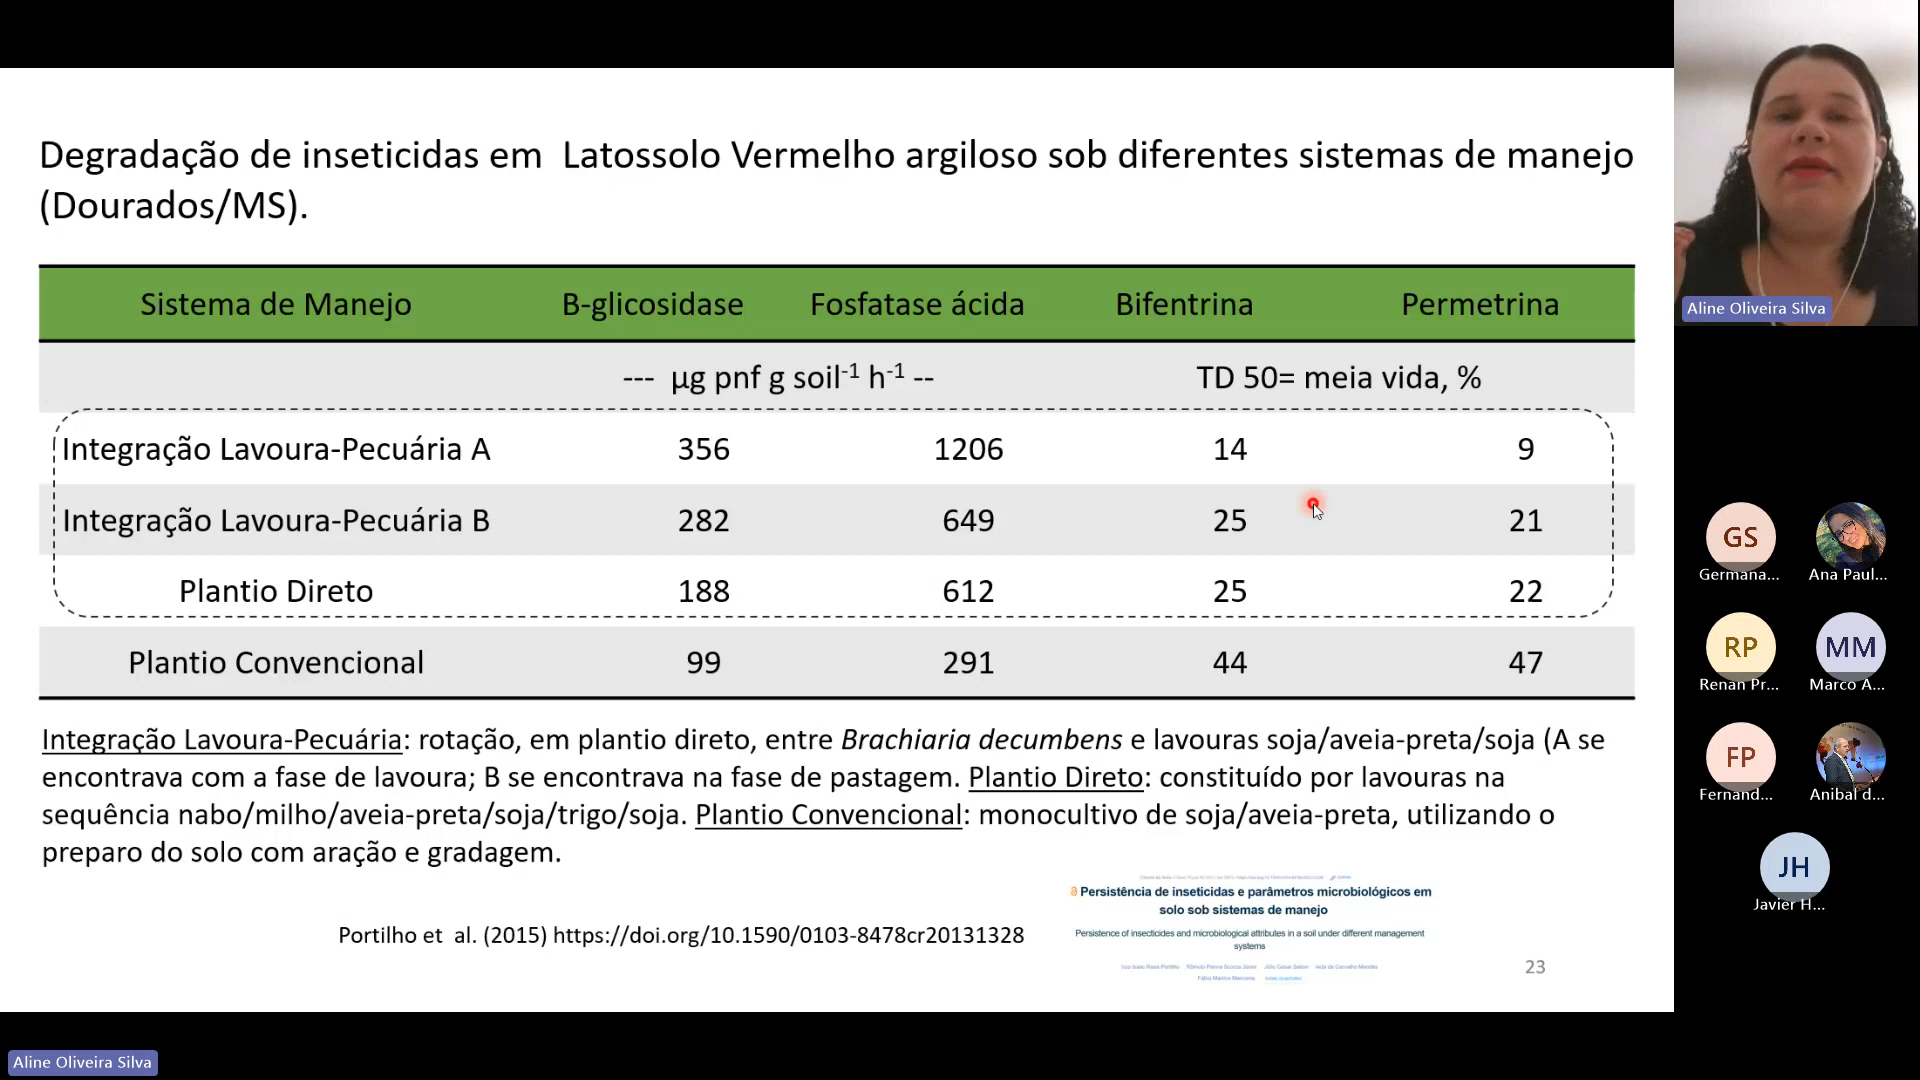 Degradação de inseticidas em Latossolo Vermelho argiloso sob diferentes sistemas de manejo
(Dourados/MS).
Sistema de Manejo B-glicosidase Fosfatase ácida Bifentrina Permetrina
--- µg pnf g soil-1 h-1 -- TD 50= meia vida, %
Integração Lavoura-Pecuária A 356 1206 14 9
Integração Lavoura-Pecuária B 282 649 25 21
Plantio Direto 188 612 25 22
Plantio Convencional 99 291 44 47
Integração Lavoura-Pecuária: rotação, em plantio direto, entre Brachiaria decumbens e lavouras soja/aveia-preta/soja (A se
encontrava com a fase de lavoura; B se encontrava na fase de pastagem. Plantio Direto: constituído por lavouras na
sequência nabo/milho/aveia-preta/soja/trigo/soja. Plantio Convencional: monocultivo de soja/aveia-preta, utilizando o
preparo do solo com aração e gradagem.
Persistência de inseticidas e parâmetros microbiológicos em
solo sob sistemas de manejo
Persistence of insecticides and microbiological attributes in a soil under different management
systems
Portilho et al. (2015) https://doi.org/10.1590/0103-8478cr20131328
23
Aline Oliveira Silva
GS
Germana...
Ana Paul...
RP
Renan Pr...
MM
Marco A...
FP
Fernand...
Anibal d...
JH
Javier H...
Aline Oliveira Silva